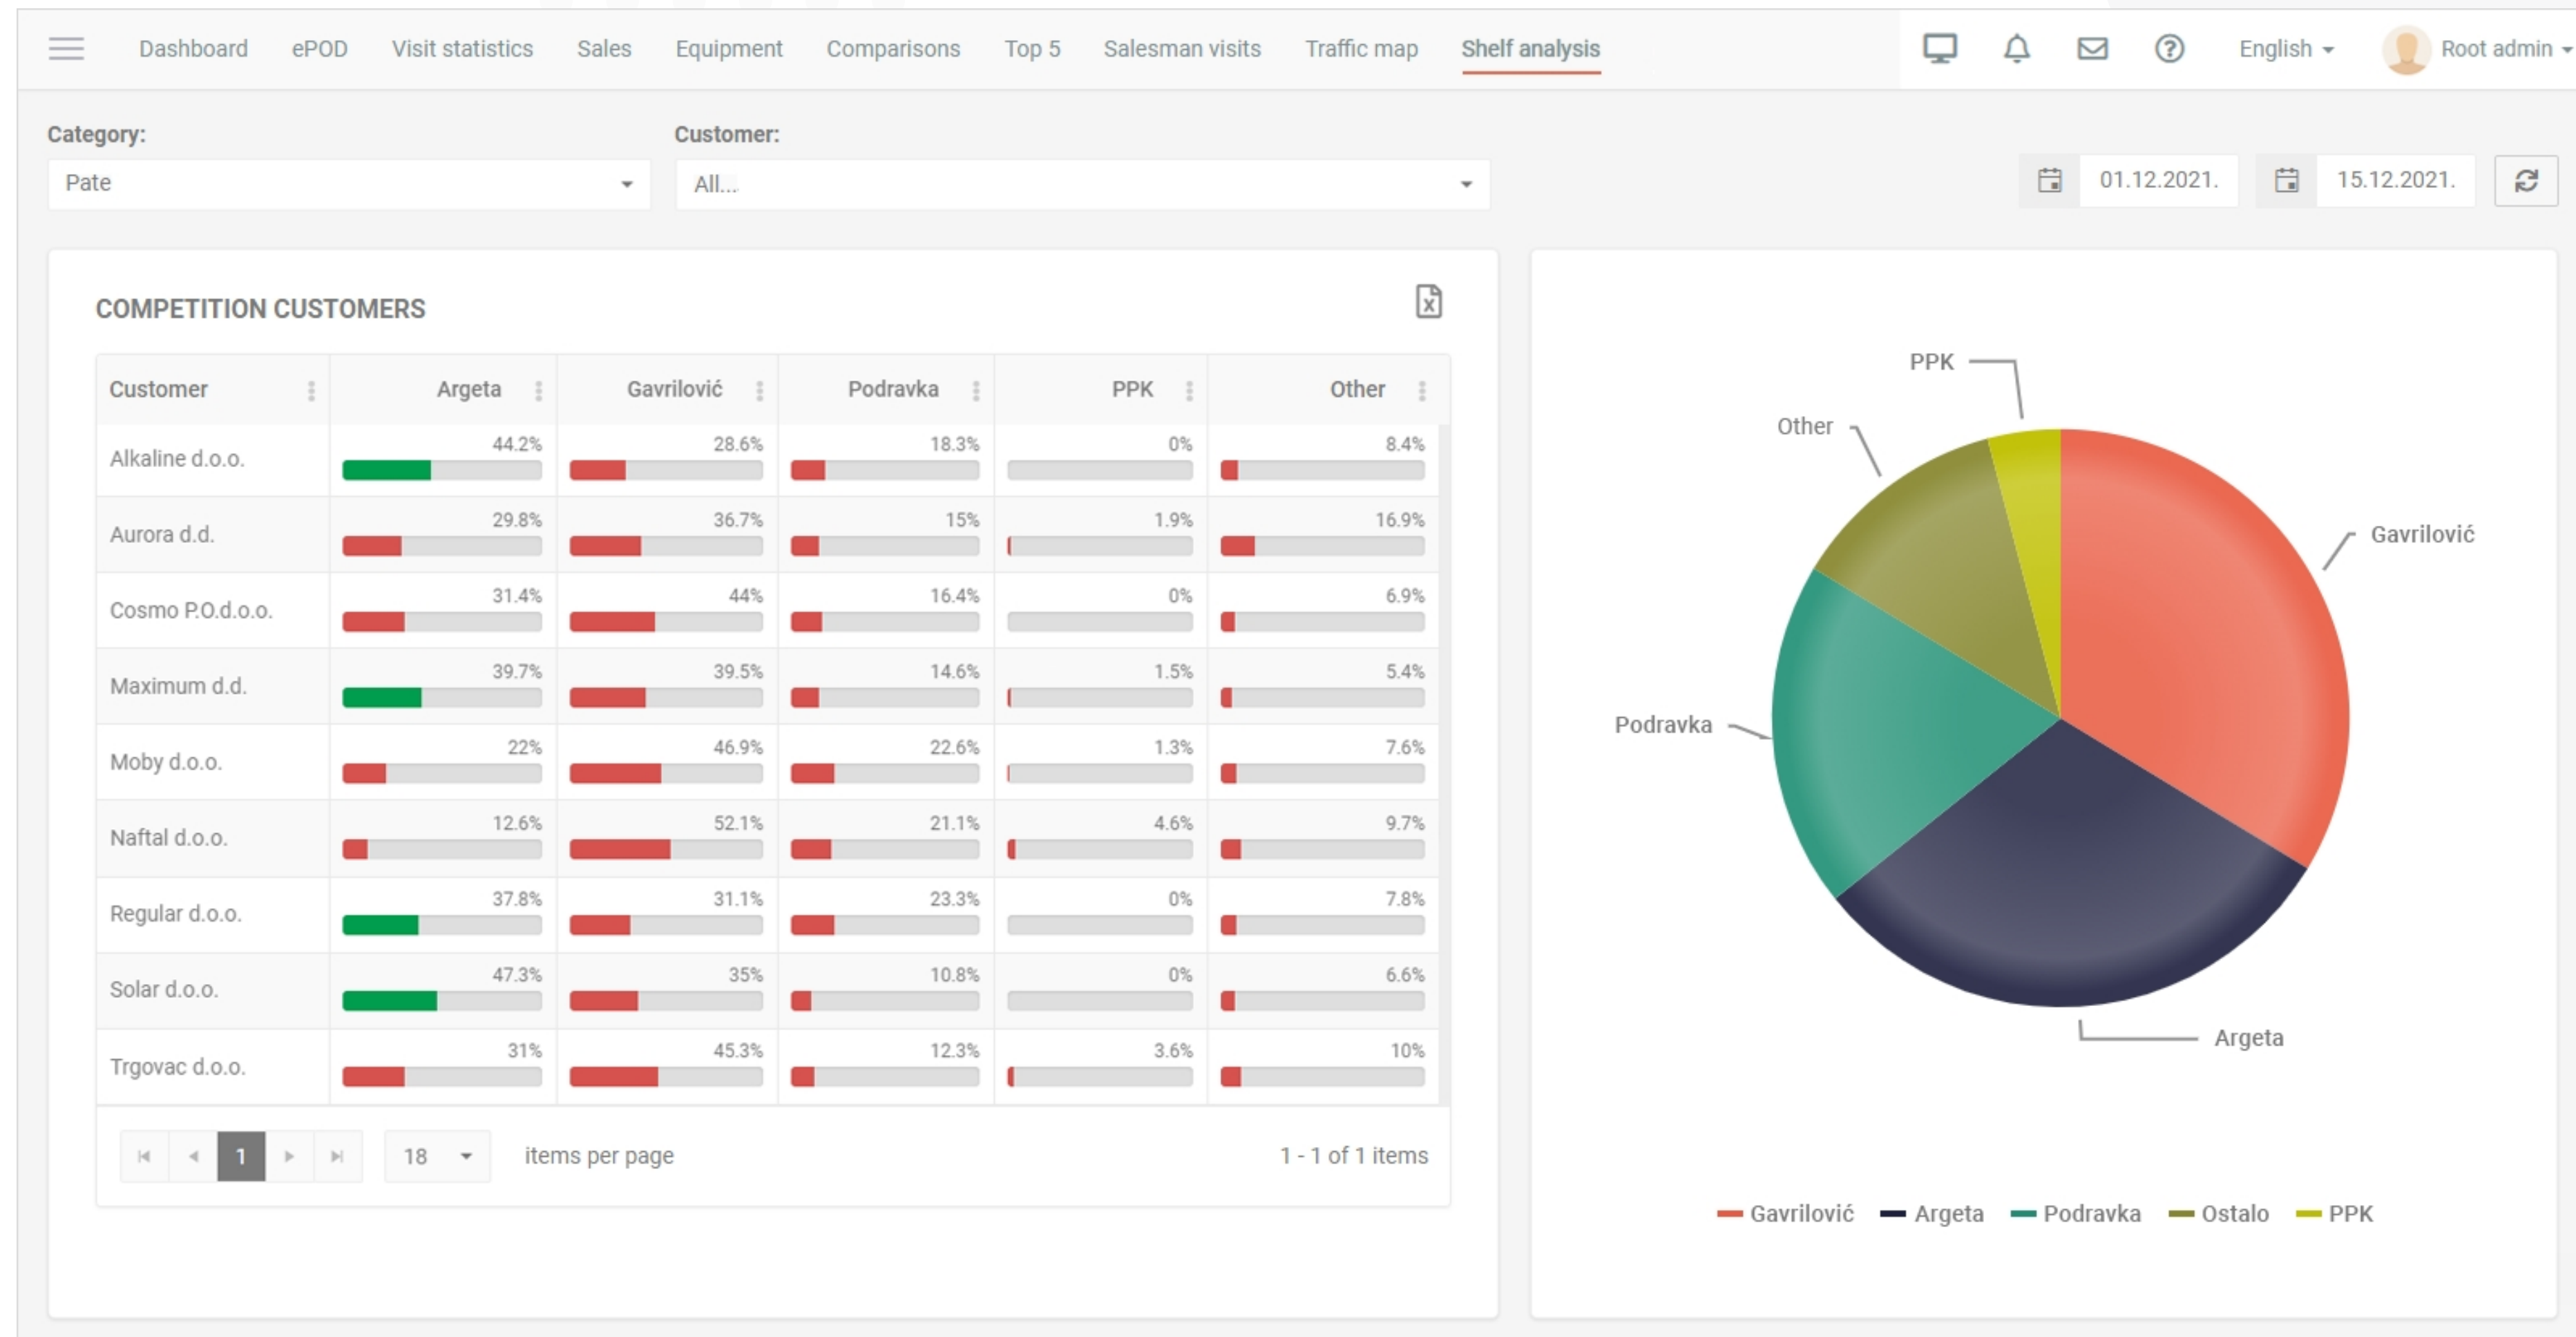 Dashboard ePOD Visit statistics Sales Equipment Comparisons Top 5 Salesman visits Traffic map Shelf analysis English Root admin
Category: Customer:
Pate All... 01.12.2021. 15.12.2021.
COMPETITION CUSTOMERS
Customer Argeta Gavrilović Podravka PPK Other
Alkaline d.o.o. 44.2% 28.6% 18.3% 0% 8.4%
Aurora d.d. 29.8% 36.7% 15% 1.9% 16.9%
Cosmo P.O.d.o.o. 31.4% 44% 16.4% 0% 6.9%
Maximum d.d. 39.7% 39.5% 14.6% 1.5% 5.4%
Moby d.o.o. 22% 46.9% 22.6% 1.3% 7.6%
Naftal d.o.o. 12.6% 52.1% 21.1% 4.6% 9.7%
Regular d.o.o. 37.8% 31.1% 23.3% 0% 7.8%
Solar d.o.o. 47.3% 35% 10.8% 0% 6.6%
Trgovac d.o.o. 31% 45.3% 12.3% 3.6% 10%
1 18 items per page 1 - 1 of 1 items
PPK
Other
Gavrilović
Podravka
Argeta
Gavrilović Argeta Podravka Ostalo PPK